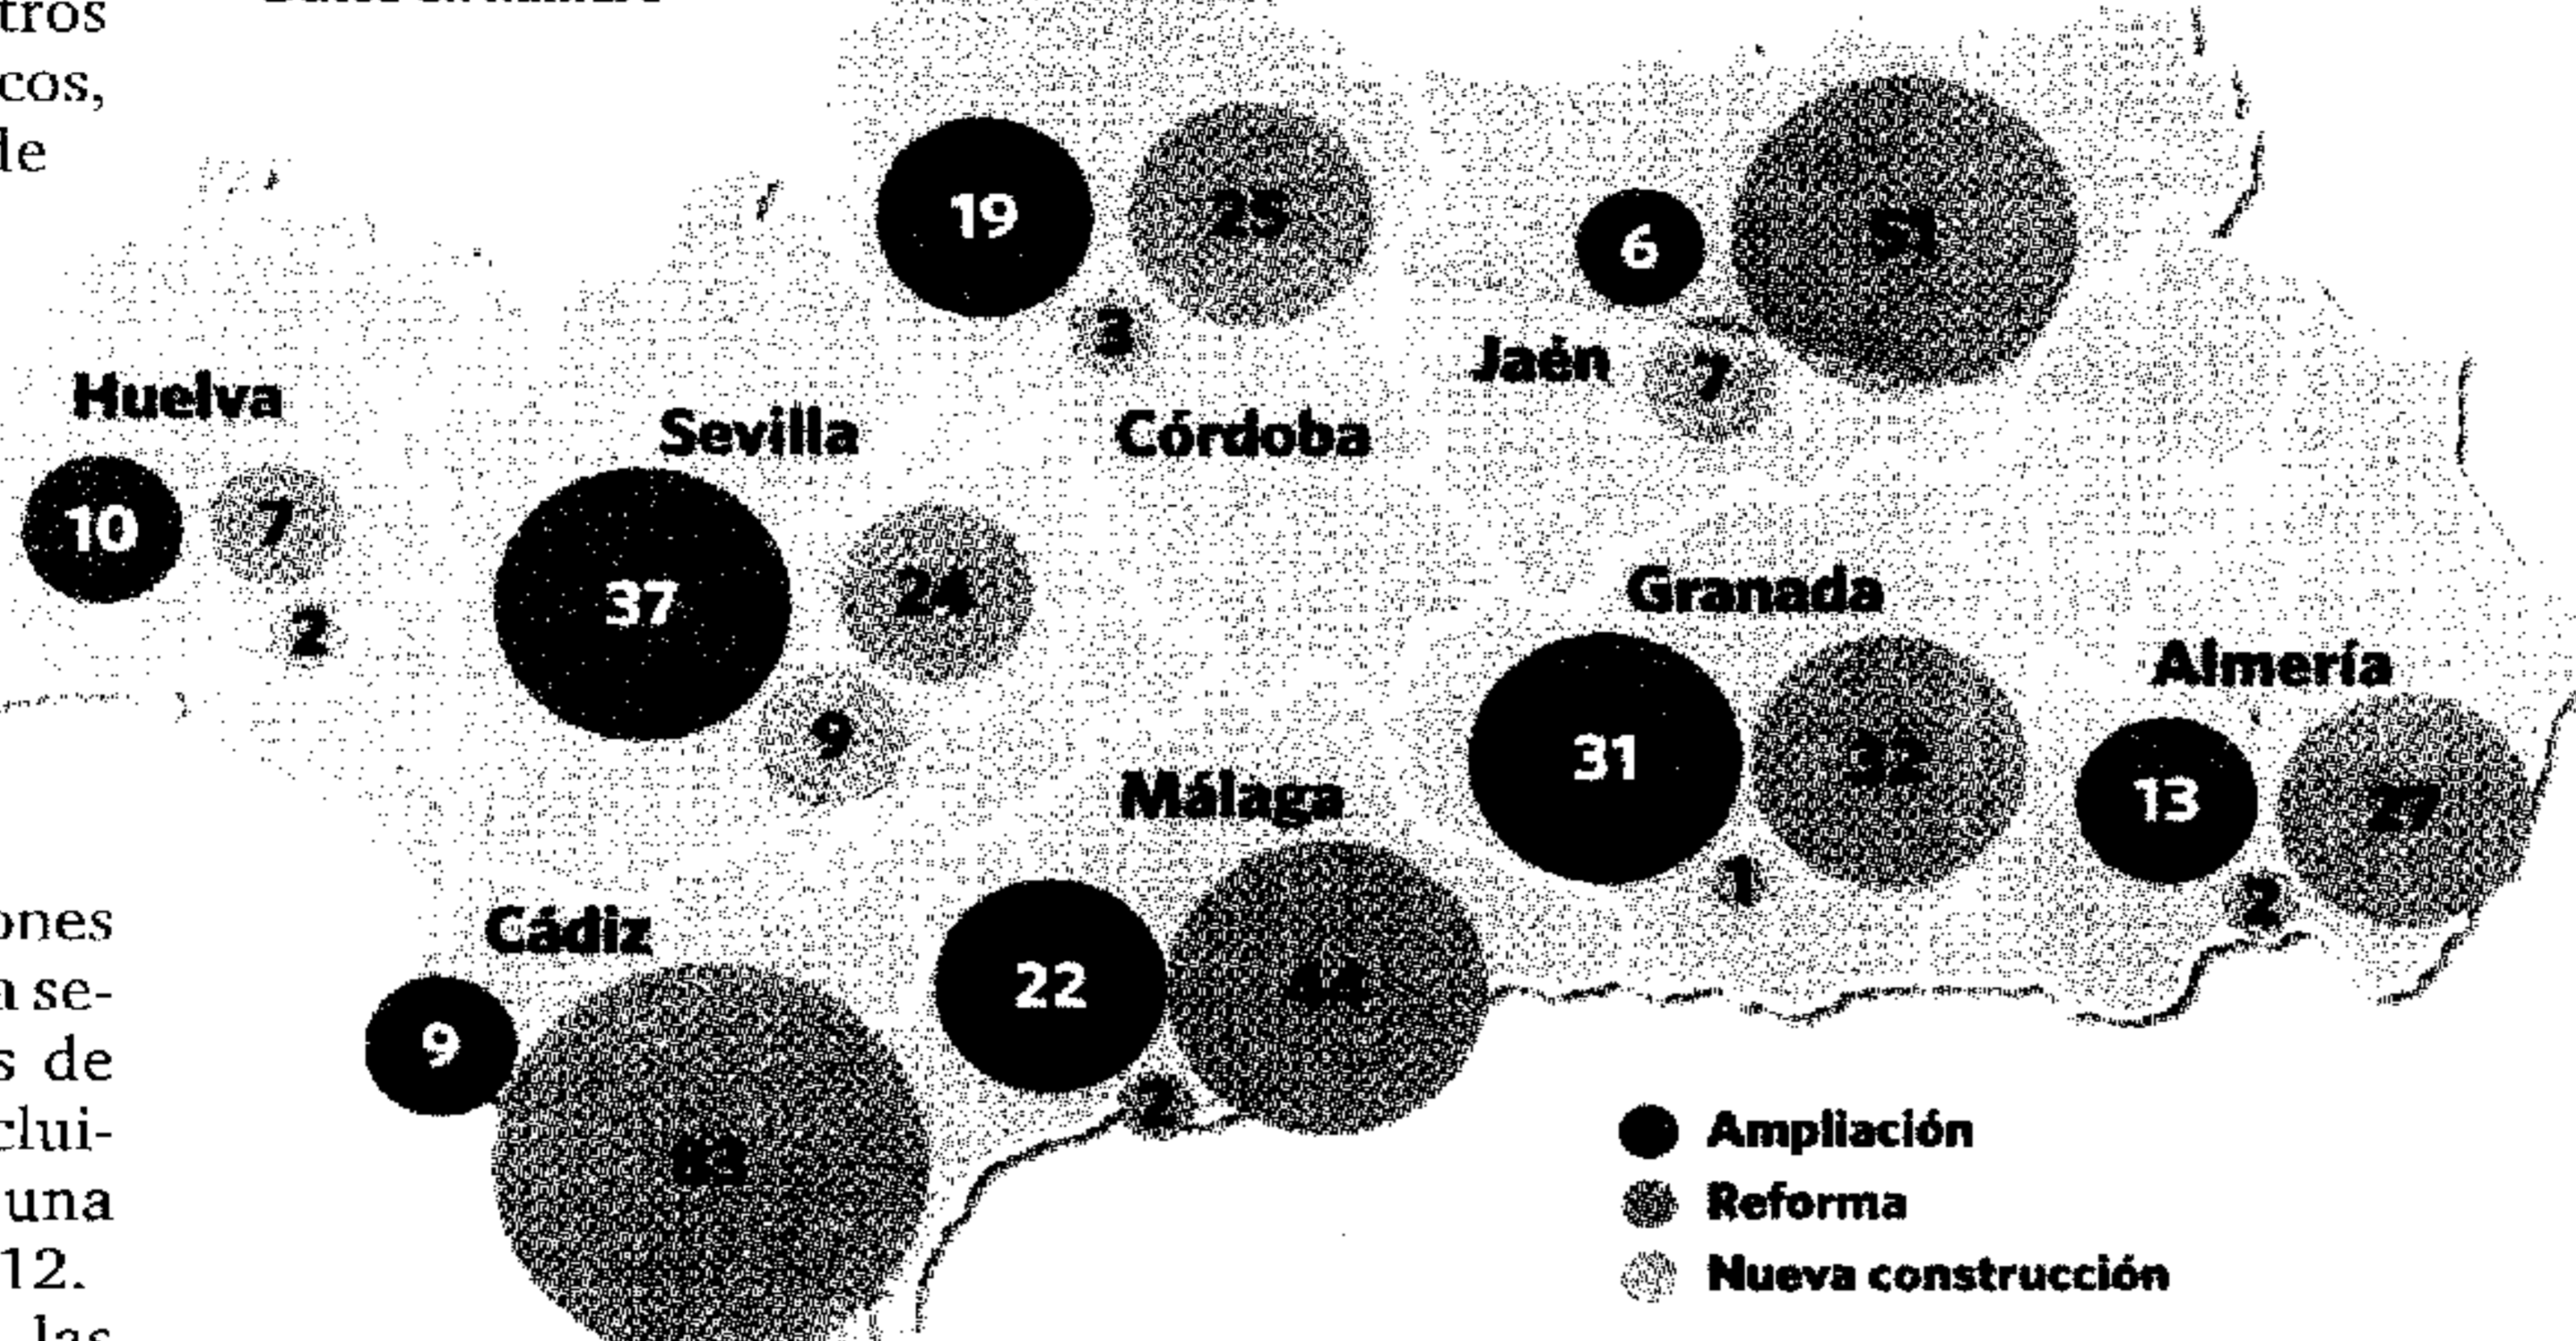 tros
cos,
de
19
25
3
Córdoba
6
51
7
Jaén
Huelva
10
7
2
Sevilla
37
24
9
Granada
31
32
1
Almería
13
27
2
Málaga
22
44
2
Cádiz
9
83
ones
a se-
s de
clui-
una
12.
las
Ampliación
Reforma
Nueva construcción